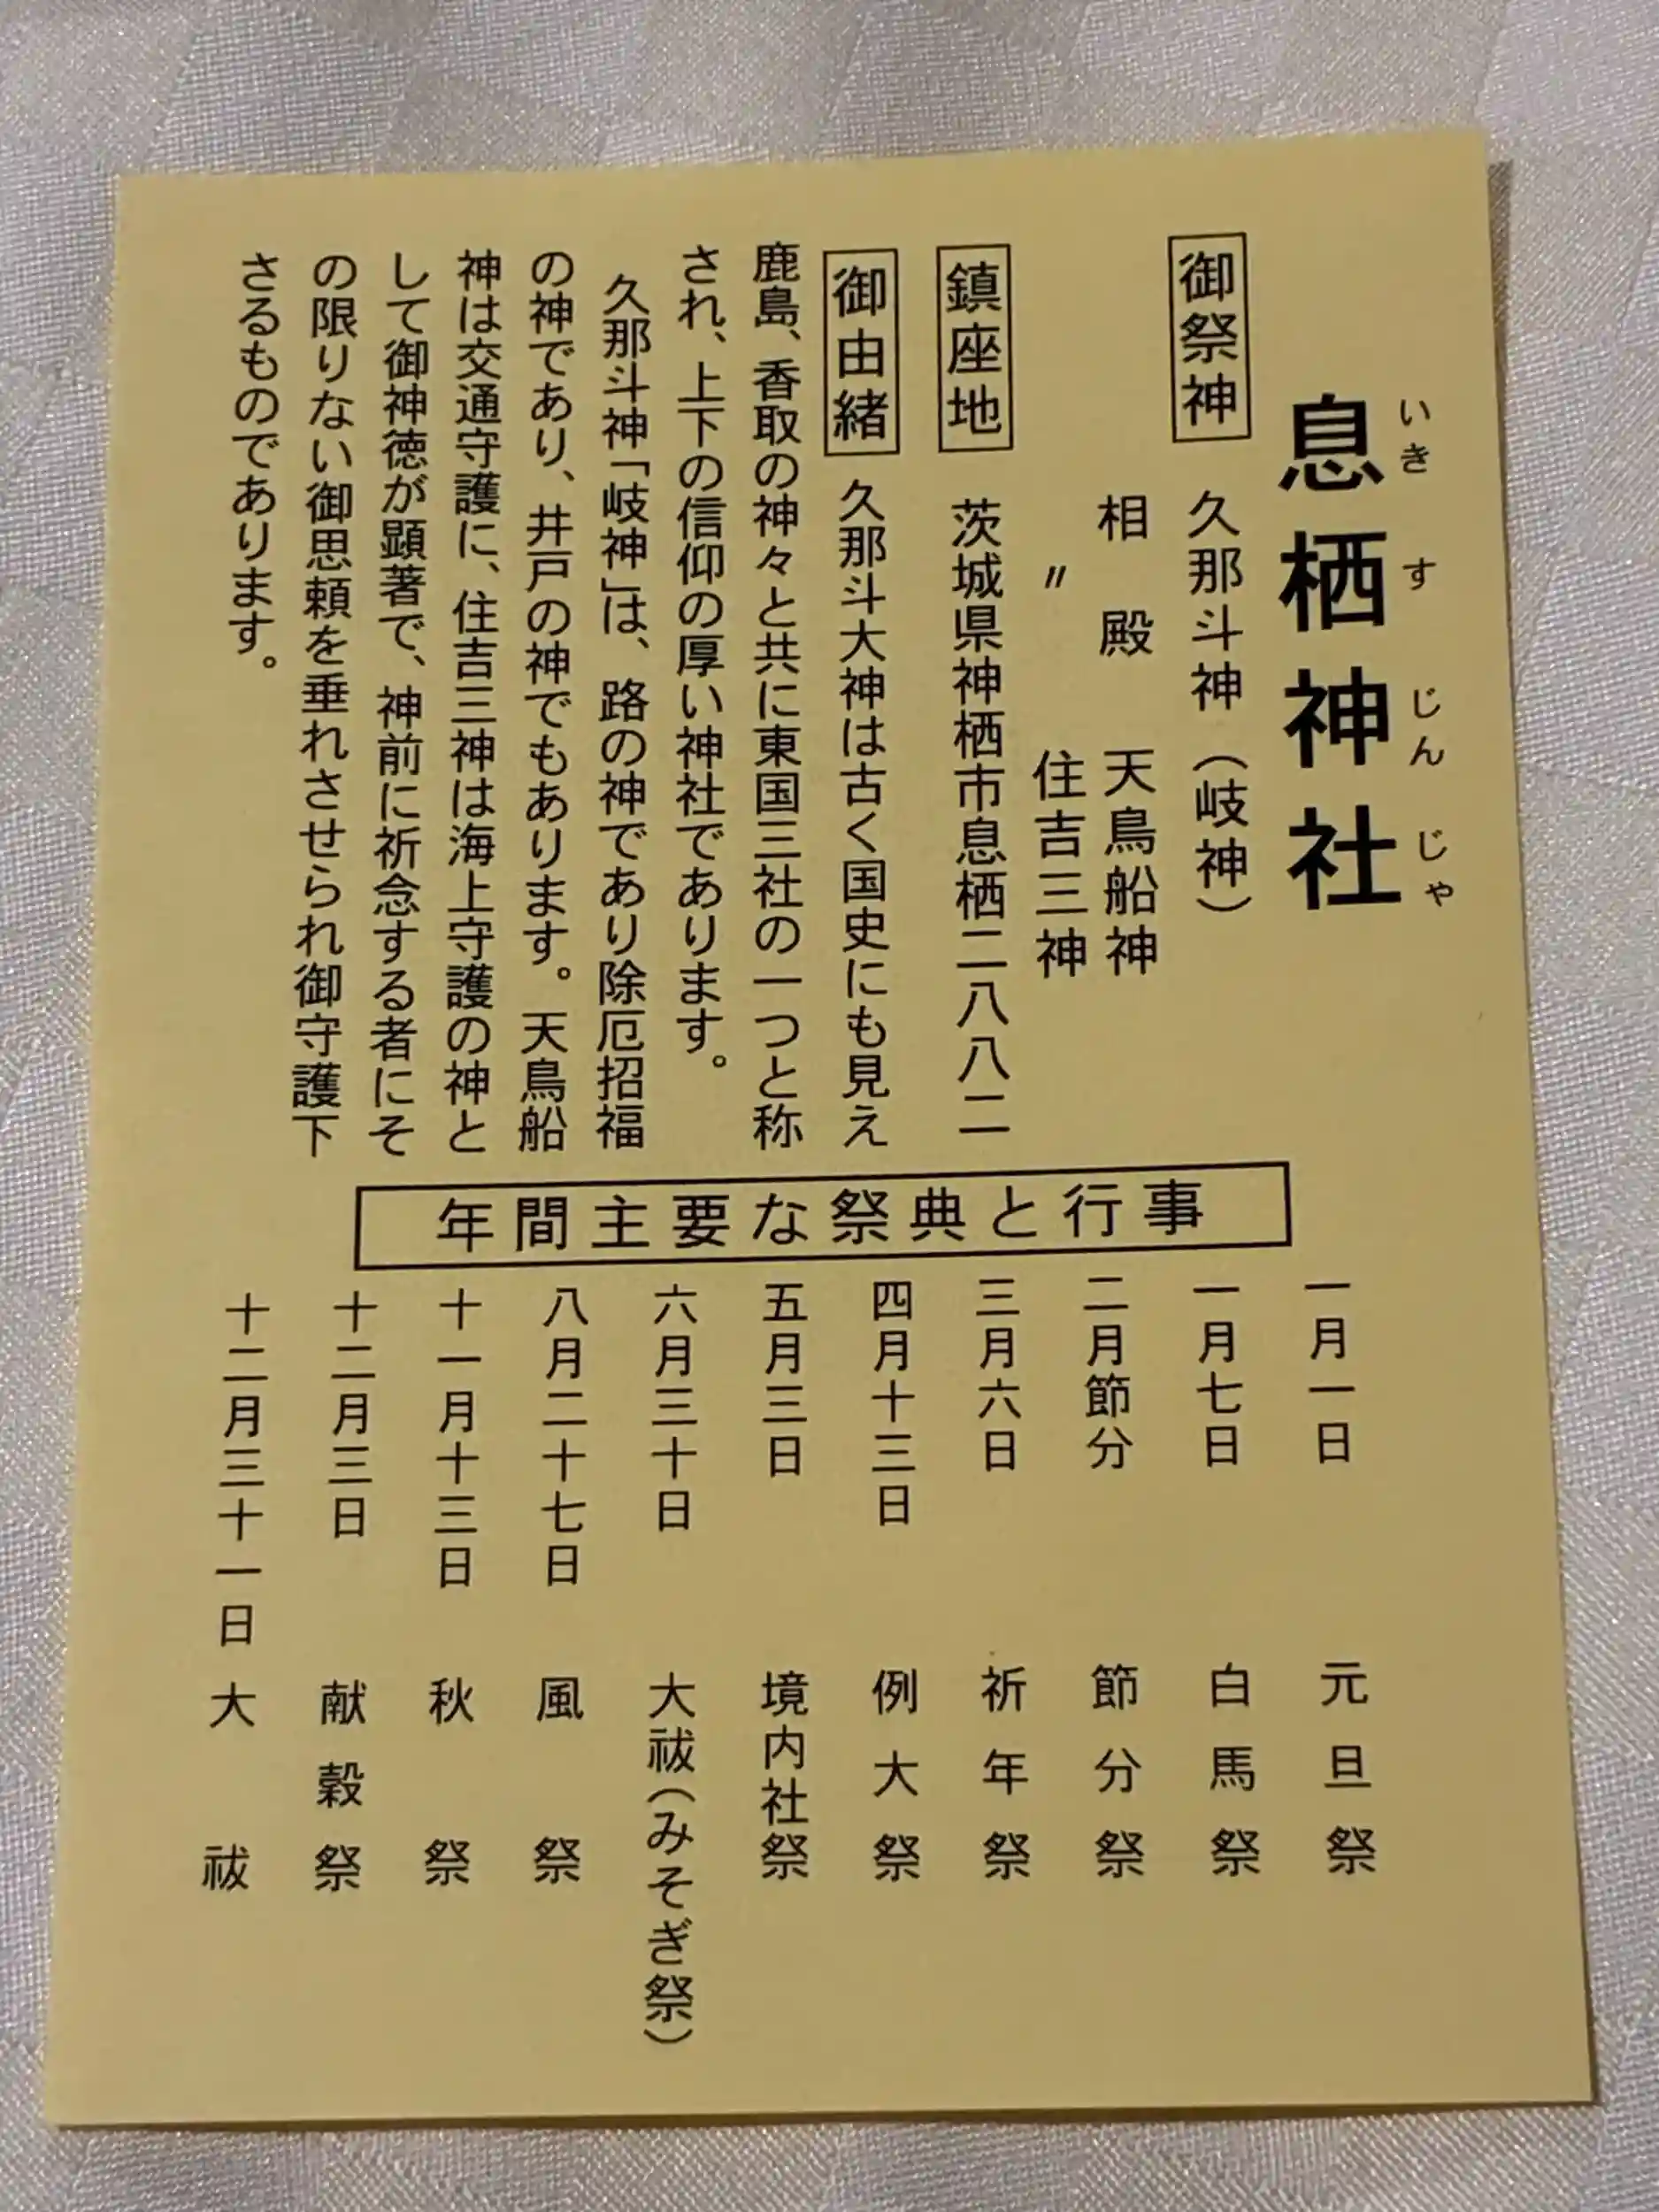 息栖神社
いきすじんじゃ
御祭神 久那斗神(岐神)
相殿 天鳥船神
〃 住吉三神
鎮座地 茨城県神栖市息栖二八八二
御由緒 久那斗大神は古く国史にも見え
鹿島、香取の神々と共に東国三社の一つと称
され、上下の信仰の厚い神社であります。
久那斗神「岐神」は、路の神であり除厄招福
の神であり、井戸の神でもあります。天鳥船
神は交通守護に、住吉三神は海上守護の神と
して御神徳が顕著で、神前に祈念する者にそ
の限りない御恩頼を垂れさせられ御守護下
さるものであります。
年間主要な祭典と行事
一月一日 元旦祭
一月七日 白馬祭
二月節分 節分祭
三月六日 祈年祭
四月十三日 例大祭
五月三日 境内社祭
六月三十日 大祓(みそぎ祭)
八月二十七日 風祭
十一月十三日 秋祭
十二月三日 献穀祭
十二月三十一日 大祓